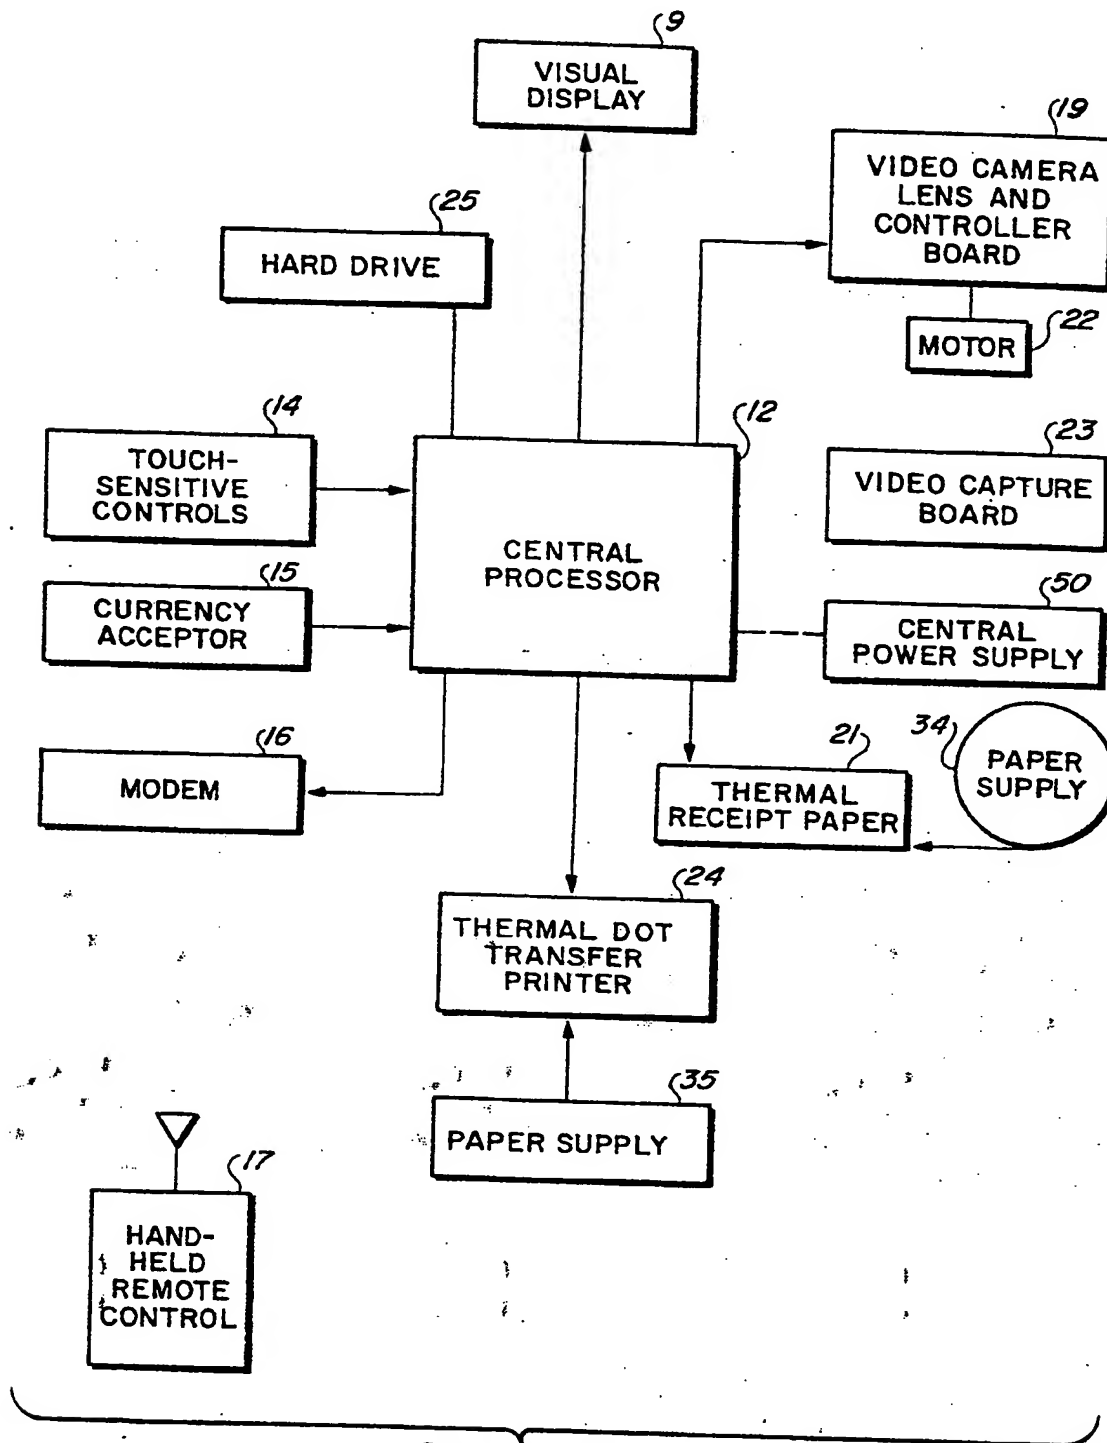 9
VISUAL
DISPLAY
19
VIDEO CAMERA
LENS AND
CONTROLLER
BOARD
25
HARD DRIVE
MOTOR
22
14
TOUCH-
SENSITIVE
CONTROLS
12
CENTRAL
PROCESSOR
23
VIDEO CAPTURE
BOARD
15
CURRENCY
ACCEPTOR
50
CENTRAL
POWER SUPPLY
16
MODEM
21
THERMAL
RECEIPT PAPER
34
PAPER
SUPPLY
24
THERMAL DOT
TRANSFER
PRINTER
35
PAPER SUPPLY
17
HAND-
HELD
REMOTE
CONTROL